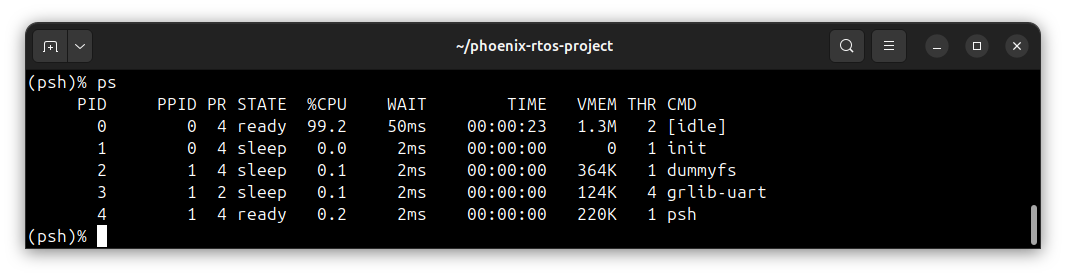 ~/phoenix-rtos-project
(psh)% ps
PID PPID PR STATE %CPU WAIT TIME VMEM THR CMD
0 0 4 ready 99.2 50ms 00:00:23 1.3M 2 [idle]
1 0 4 sleep 0.0 2ms 00:00:00 0 1 init
2 1 4 sleep 0.1 2ms 00:00:00 364K 1 dummyfs
3 1 2 sleep 0.1 2ms 00:00:00 124K 4 grlib-uart
4 1 4 ready 0.2 2ms 00:00:00 220K 1 psh
(psh)%